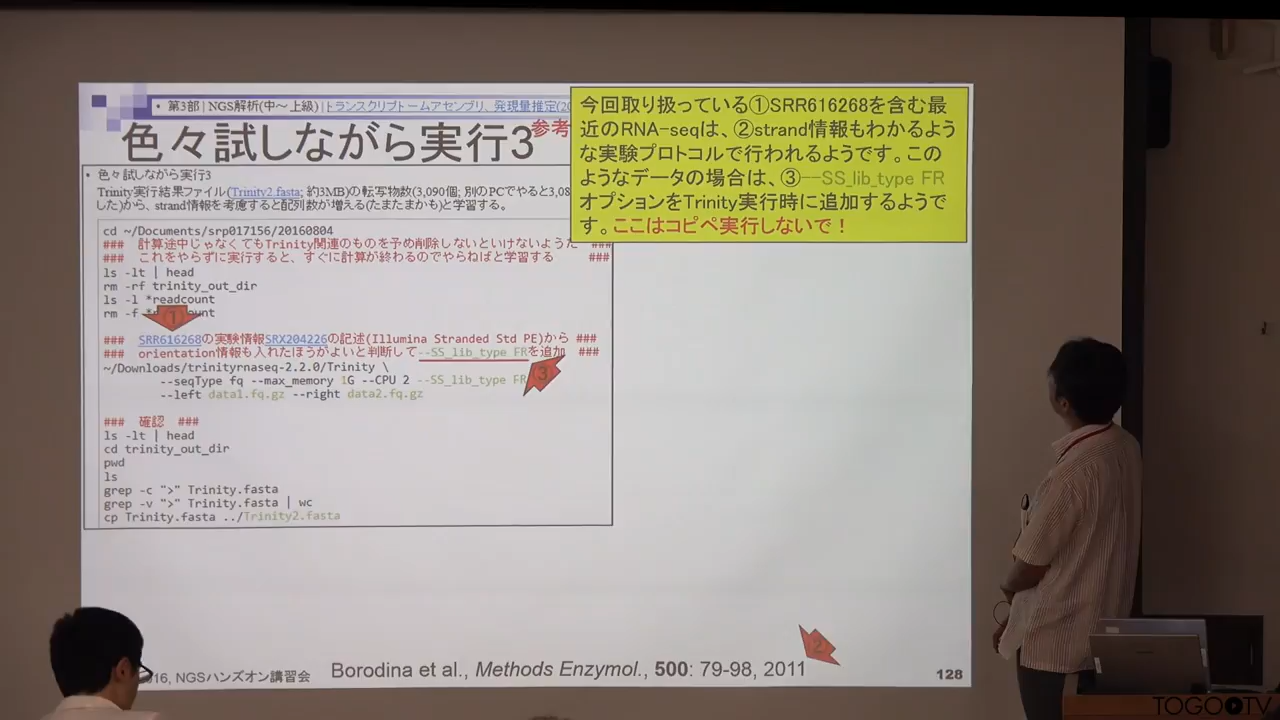 • 第3部 | NGS解析(中～上級) | トランスクリプトームアセンブリ、発現量推定(20
色々試しながら実行3
参考
今回取り扱っている①SRR616268を含む最
近のRNA-seqは、②strand情報もわかるよう
な実験プロトコルで行われるようです。この
ようなデータの場合は、③--SS_lib_type FR
オプションをTrinity実行時に追加するようで
す。ここはコピペ実行しないで！
• 色々試しながら実行3
Trinity実行結果ファイル(Trinity2.fasta; 約3MB)の転写物数(3,090個; 別のPCでやると3,08
した)から、strand情報を考慮すると配列数が増える(たまたまかも)と学習する。
cd ~/Documents/srp017156/20160804
### 計算途中じゃなくてもTrinity関連のものを予め削除しないといけないようだ ###
### これをやらずに実行すると、すぐに計算が終わるのでやらねばと学習する ###
ls -lt | head
rm -rf trinity_out_dir
ls -l *readcount
rm -f *r ount
①
### SRR616268の実験情報SRX204226の記述(Illumina Stranded Std PE)から ###
### orientation情報も入れたほうがよいと判断して--SS_lib_type FRを追加 ###
~/Downloads/trinityrnaseq-2.2.0/Trinity \
--seqType fq --max_memory 1G --CPU 2 --SS_lib_type FR
③
--left data1.fq.gz --right data2.fq.gz
### 確認 ###
ls -lt | head
cd trinity_out_dir
pwd
ls
grep -c ">" Trinity.fasta
grep -v ">" Trinity.fasta | wc
cp Trinity.fasta ../Trinity2.fasta
②
16, NGSハンズオン講習会
Borodina et al., Methods Enzymol., 500: 79-98, 2011
128
TOGOTV